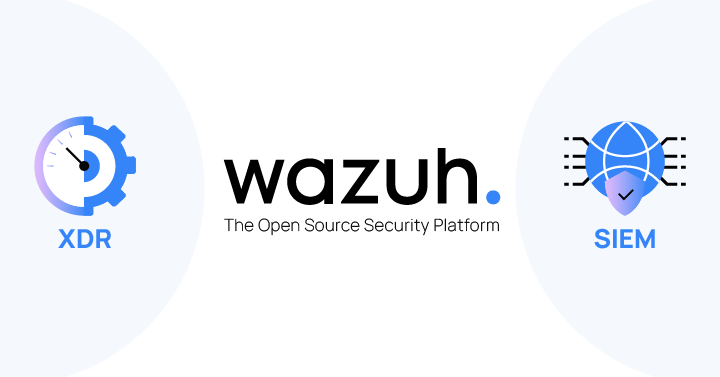 wazuh.
The Open Source Security Platform
XDR
SIEM